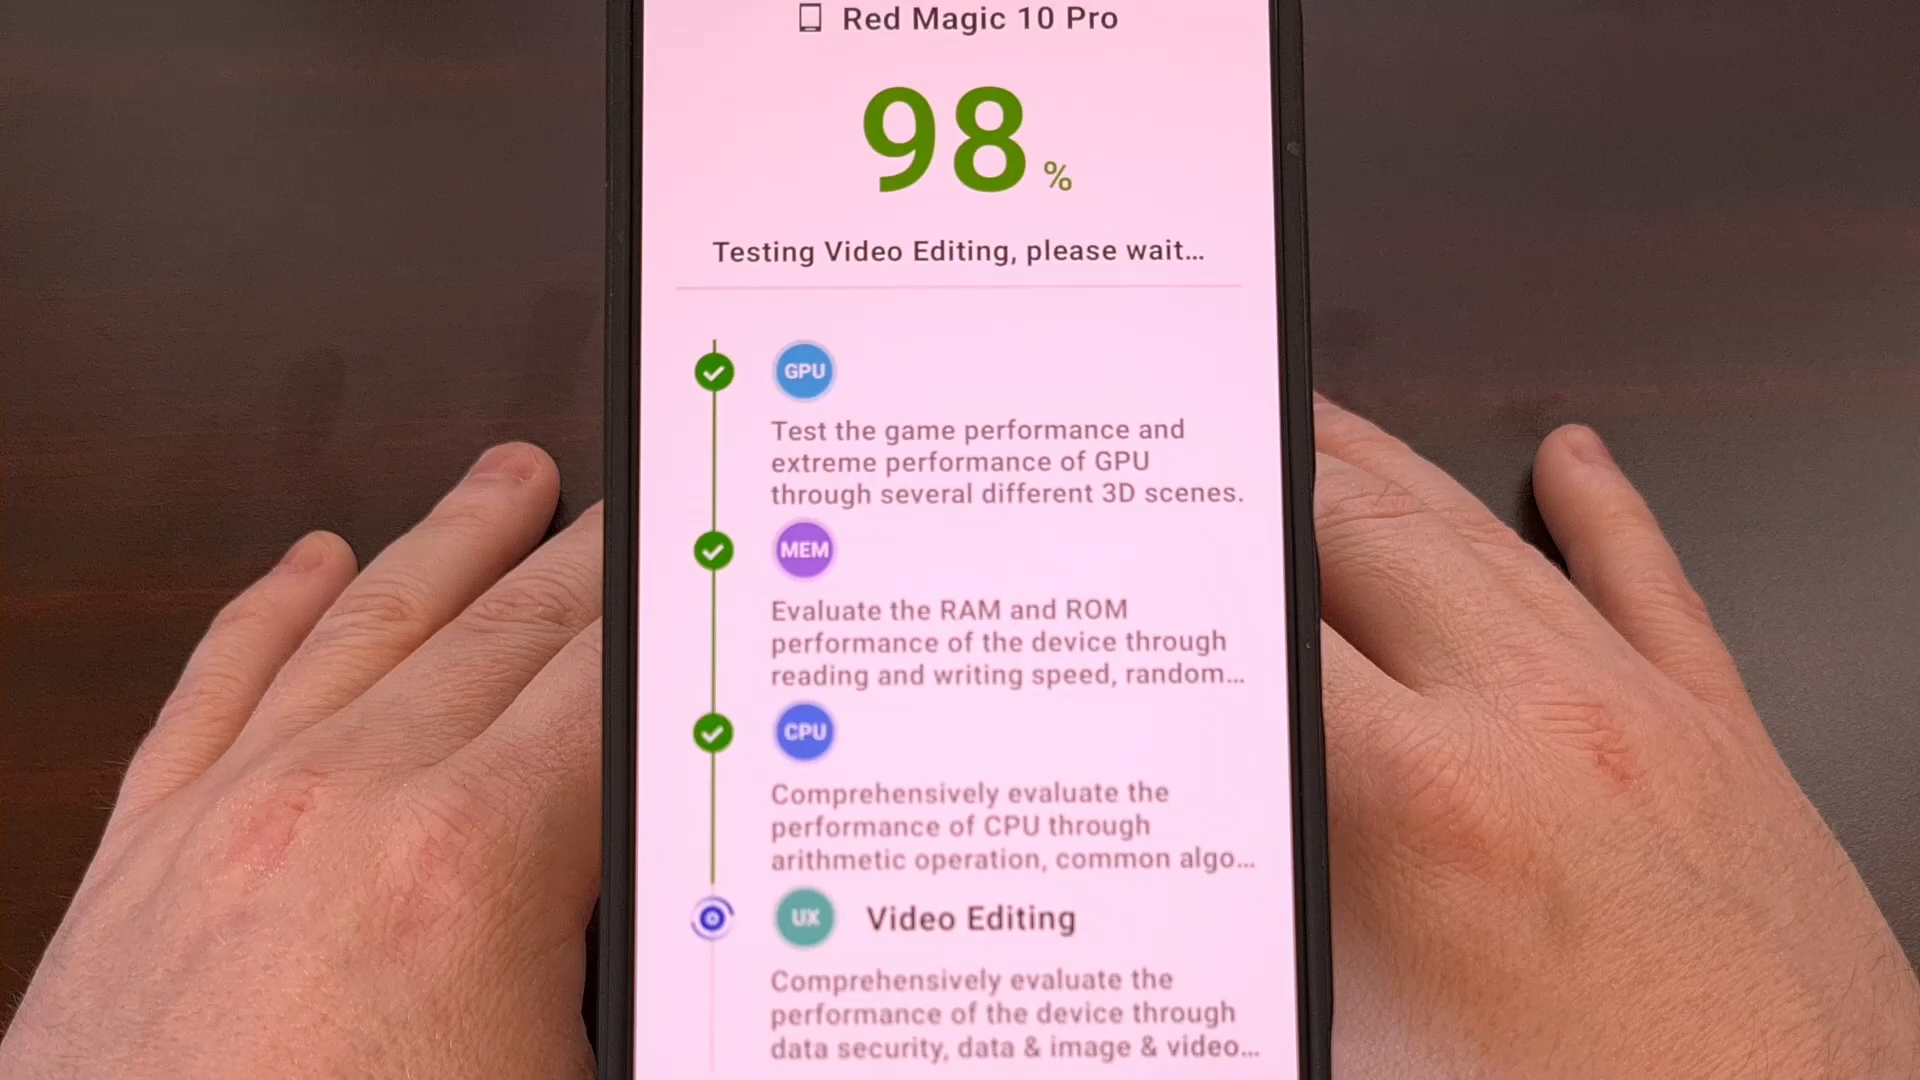 Red Magic 10 Pro
98 %
Testing Video Editing, please wait...
GPU
Test the game performance and
extreme performance of GPU
through several different 3D scenes.
MEM
Evaluate the RAM and ROM
performance of the device through
reading and writing speed, random...
CPU
Comprehensively evaluate the
performance of CPU through
arithmetic operation, common algo...
UX Video Editing
Comprehensively evaluate the
performance of the device through
data security, data & image & video...